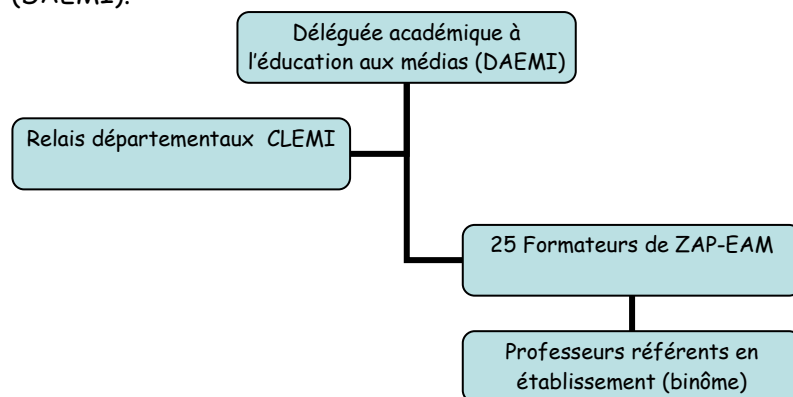 (DAEMI).
Déléguée académique à
l'éducation aux médias (DAEMI)
Relais départementaux CLEMI
25 Formateurs de ZAP-EAM
Professeurs référents en
établissement (binôme)